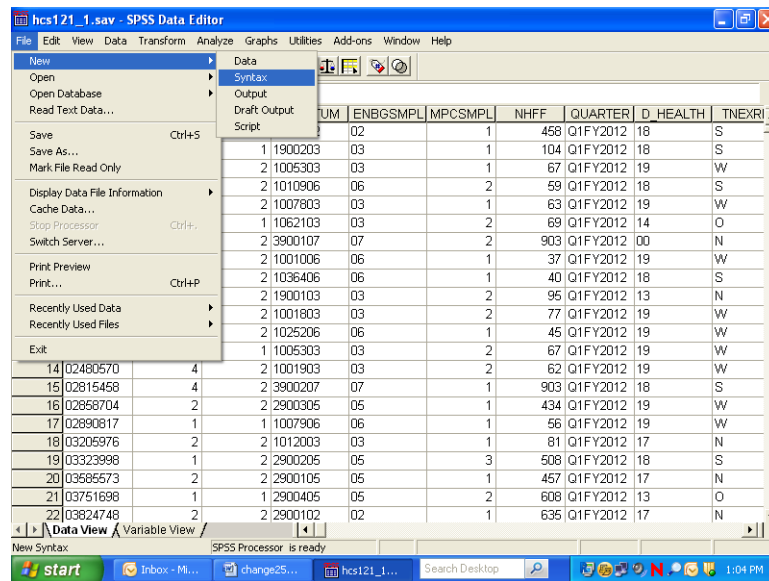 hcs121_1.sav - SPSS Data Editor
File Edit View Data Transform Analyze Graphs Utilities Add-ons Window Help
New
Open
Open Database
Read Text Data...
Save Ctrl+S
Save As...
Mark File Read Only
Display Data File Information
Cache Data...
Stop Processor Ctrl+.
Switch Server...
Print Preview
Print... Ctrl+P
Recently Used Data
Recently Used Files
Exit
Data
Syntax
Output
Draft Output
Script
TUM ENBGSMPL MPCSMPL NHFF QUARTER D_HEALTH TNEXRI
02 1 458 Q1FY2012 18 S
1 1900203 03 1 104 Q1FY2012 18 S
2 1005303 03 1 67 Q1FY2012 19 W
2 1010906 06 2 59 Q1FY2012 18 S
2 1007803 03 1 63 Q1FY2012 19 W
1 1062103 03 2 69 Q1FY2012 14 O
2 3900107 07 2 903 Q1FY2012 00 N
2 1001006 06 1 37 Q1FY2012 19 W
2 1036406 06 1 40 Q1FY2012 18 S
2 1900103 03 2 95 Q1FY2012 13 N
2 1001803 03 2 77 Q1FY2012 19 W
2 1025206 06 1 45 Q1FY2012 19 W
1 1005303 03 2 67 Q1FY2012 19 W
14 02480570 4 2 1001903 03 2 62 Q1FY2012 19 W
15 02815458 4 2 3900207 07 1 903 Q1FY2012 18 S
16 02858704 2 2 2900305 05 1 434 Q1FY2012 19 W
17 02890817 1 1 1007906 06 1 56 Q1FY2012 19 W
18 03205976 2 2 1012003 03 1 81 Q1FY2012 17 N
19 03323998 1 2 2900205 05 3 508 Q1FY2012 18 S
20 03585573 2 2 2900105 05 1 457 Q1FY2012 17 N
21 03751698 1 1 2900405 05 2 608 Q1FY2012 13 O
22 03824748 2 2 2900102 02 1 635 Q1FY2012 17 N
Data View Variable View
New Syntax SPSS Processor is ready
start Inbox - Mi... change25... hcs121_1... Search Desktop 1:04 PM